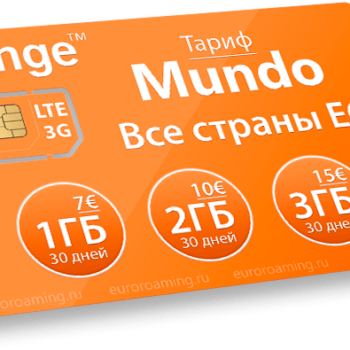 nge™
Тариф
Mundo
LTE
3G
Все страны Е
7€
1ГБ
30 дней
10€
2ГБ
30 дней
15€
3ГБ
30 дней
euroroaming.ru
euroroaming.ru